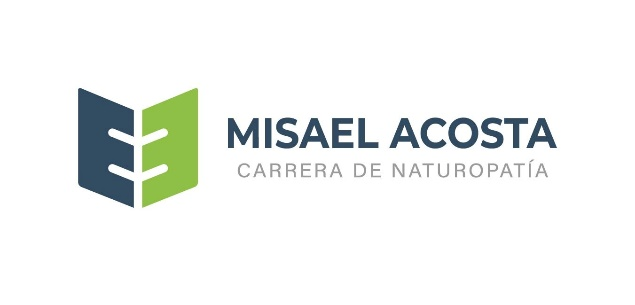 MISAEL ACOSTA
CARRERA DE NATUROPATÍA